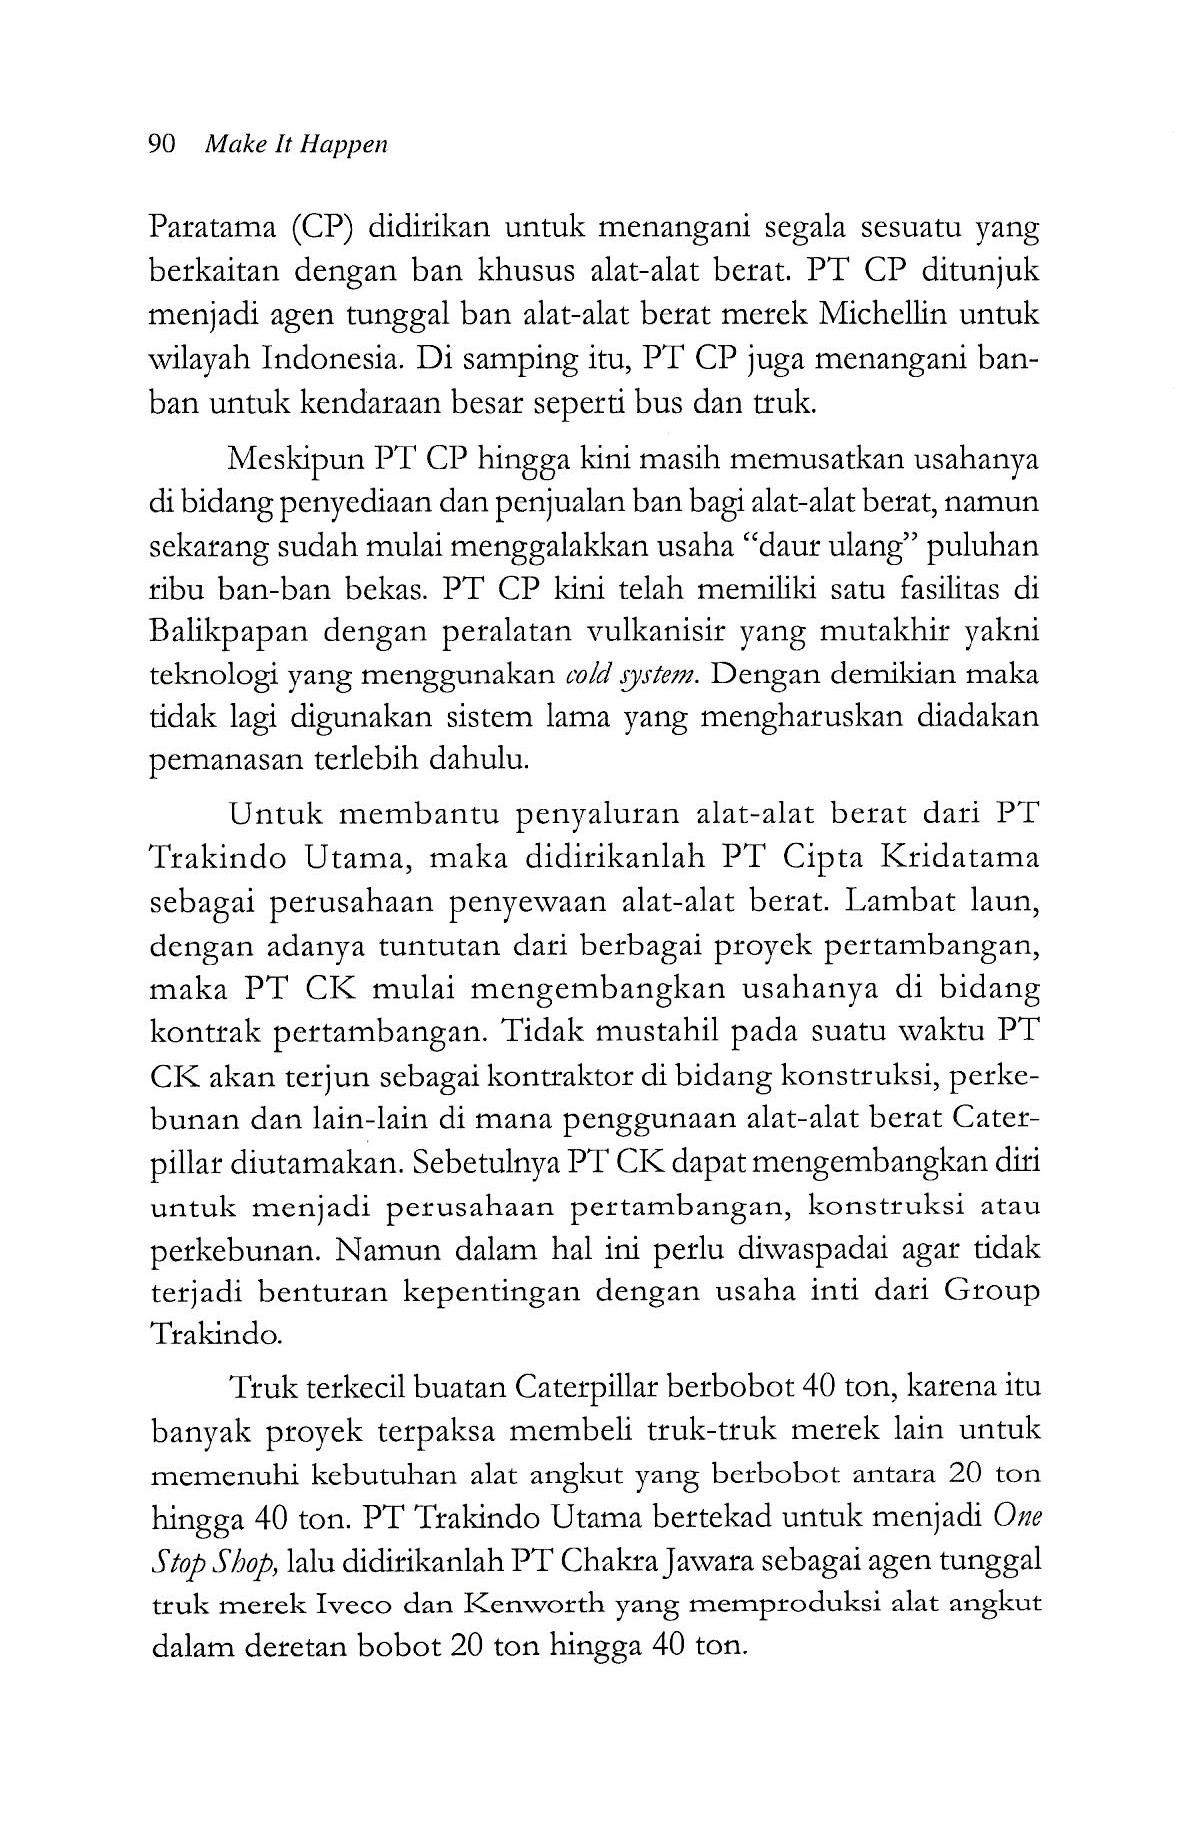 90 Make It Happen
Paratama (CP) didirikan untuk menangani segala sesuatu yang
berkaitan dengan ban khusus alat-alat berat. PT CP ditunjuk
menjadi agen tunggal ban alat-alat berat merek Michellin untuk
wilayah Indonesia. Di samping itu, PT CP juga menangani ban-
ban untuk kendaraan besar seperti bus dan truk.
Meskipun PT CP hingga kini masih memusatkan usahanya
di bidang penyediaan dan penjualan ban bagi alat-alat berat, namun
sekarang sudah mulai menggalakkan usaha “daur ulang” puluhan
ribu ban-ban bekas. PT CP kini telah memiliki satu fasilitas di
Balikpapan dengan peralatan vulkanisir yang mutakhir yakni
teknologi yang menggunakan cold system. Dengan demikian maka
tidak lagi digunakan sistem lama yang mengharuskan diadakan
pemanasan terlebih dahulu.
Untuk membantu penyaluran alat-alat berat dari PT
Trakindo Utama, maka didirikanlah PT Cipta Kridatama
sebagai perusahaan penyewaan alat-alat berat. Lambat laun,
dengan adanya tuntutan dari berbagai proyek pertambangan,
maka PT CK mulai mengembangkan usahanya di bidang
kontrak pertambangan. Tidak mustahil pada suatu waktu PT
CK akan terjun sebagai kontraktor di bidang konstruksi, perke-
bunan dan lain-lain di mana penggunaan alat-alat berat Cater-
pillar diutamakan. Sebetulnya PT CK dapat mengembangkan diri
untuk menjadi perusahaan pertambangan, konstruksi atau
perkebunan. Namun dalam hal ini perlu diwaspadai agar tidak
terjadi benturan kepentingan dengan usaha inti dari Group
Trakindo.
Truk terkecil buatan Caterpillar berbobot 40 ton, karena itu
banyak proyek terpaksa membeli truk-truk merek lain untuk
memenuhi kebutuhan alat angkut yang berbobot antara 20 ton
hingga 40 ton. PT Trakindo Utama bertekad untuk menjadi One
Stop Shop, lalu didirikanlah PT Chakra Jawara sebagai agen tunggal
truk merek Iveco dan Kenworth yang memproduksi alat angkut
dalam deretan bobot 20 ton hingga 40 ton.